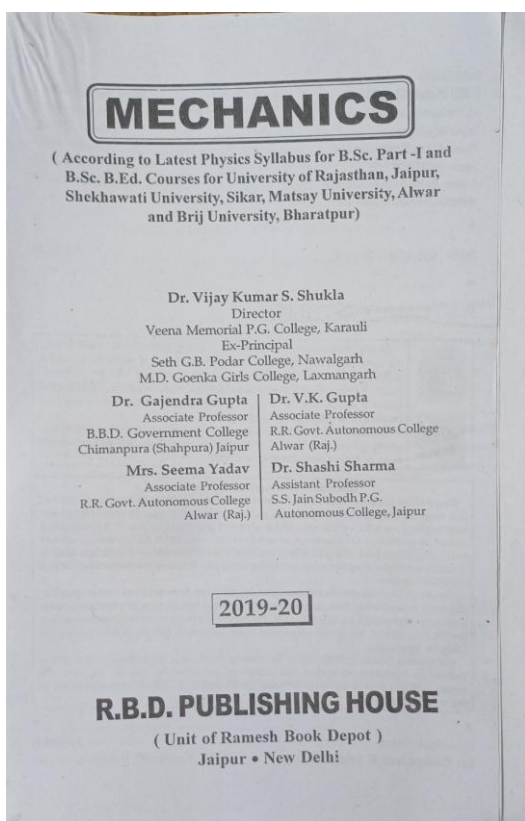 MECHANICS
( According to Latest Physics Syllabus for B.Sc. Part -I and
B.Sc. B.Ed. Courses for University of Rajasthan, Jaipur,
Shekhawati University, Sikar, Matsay University, Alwar
and Brij University, Bharatpur)
Dr. Vijay Kumar S. Shukla
Director
Veena Memorial P.G. College, Karauli
Ex-Principal
Seth G.B. Podar College, Nawalgarh
M.D. Goenka Girls College, Laxmangarh
Dr. Gajendra Gupta
Associate Professor
B.B.D. Government College
Chimanpura (Shahpura) Jaipur
Dr. V.K. Gupta
Associate Professor
R.R. Govt. Autonomous College
Alwar (Raj.)
Mrs. Seema Yadav
Associate Professor
R.R. Govt. Autonomous College
Alwar (Raj.)
Dr. Shashi Sharma
Assistant Professor
S.S. Jain Subodh P.G.
Autonomous College, Jaipur
2019-20
R.B.D. PUBLISHING HOUSE
( Unit of Ramesh Book Depot )
Jaipur • New Delhi